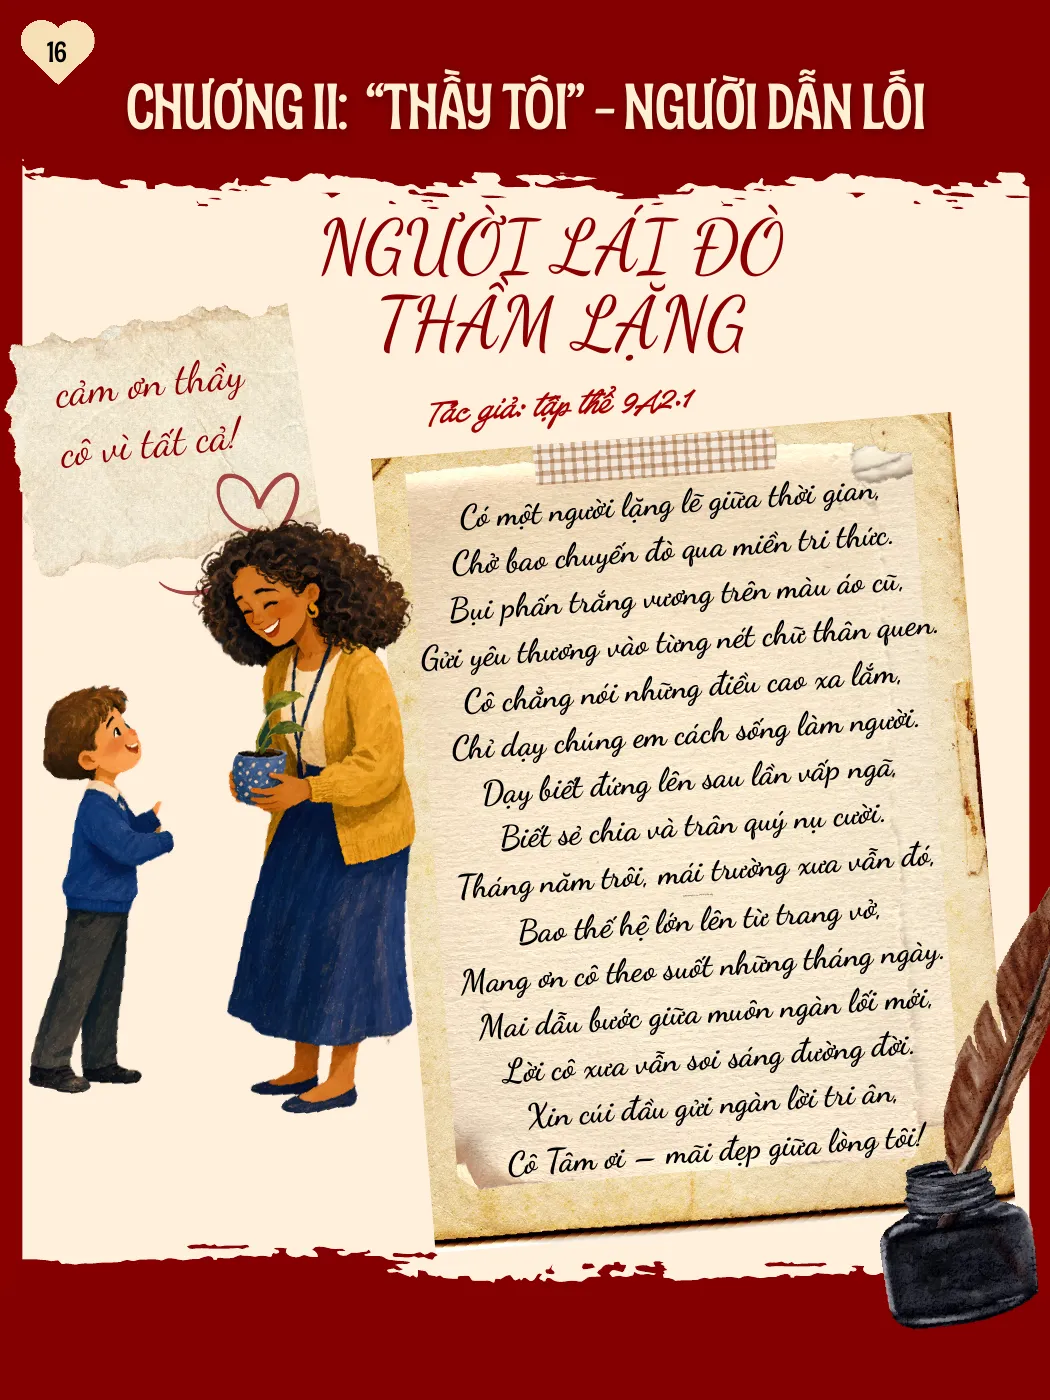 16
CHƯƠNG II: “THẦY TÔI” – NGƯỜI DẪN LỐI
NGƯỜI LÁI ĐÒ
THẦM LẶNG
Tác giả: tập thể 9A2.1
cảm ơn thầy
cô vì tất cả!
Có một người lặng lẽ giữa thời gian,
Chở bao chuyến đò qua miền tri thức.
Bụi phấn trắng vương trên màu áo cũ,
Gửi yêu thương vào từng nét chữ thân quen.
Cô chẳng nói những điều cao xa lắm,
Chỉ dạy chúng em cách sống làm người.
Dạy biết đứng lên sau lần vấp ngã,
Biết sẻ chia và trân quý nụ cười.
Tháng năm trôi, mái trường xưa vẫn đó,
Bao thế hệ lớn lên từ trang vở,
Mang ơn cô theo suốt những tháng ngày.
Mai dẫu bước giữa muôn ngàn lối mới,
Lời cô xưa vẫn soi sáng đường đời.
Xin cúi đầu gửi ngàn lời tri ân,
Cô Tâm ơi – mãi đẹp giữa lòng tôi!